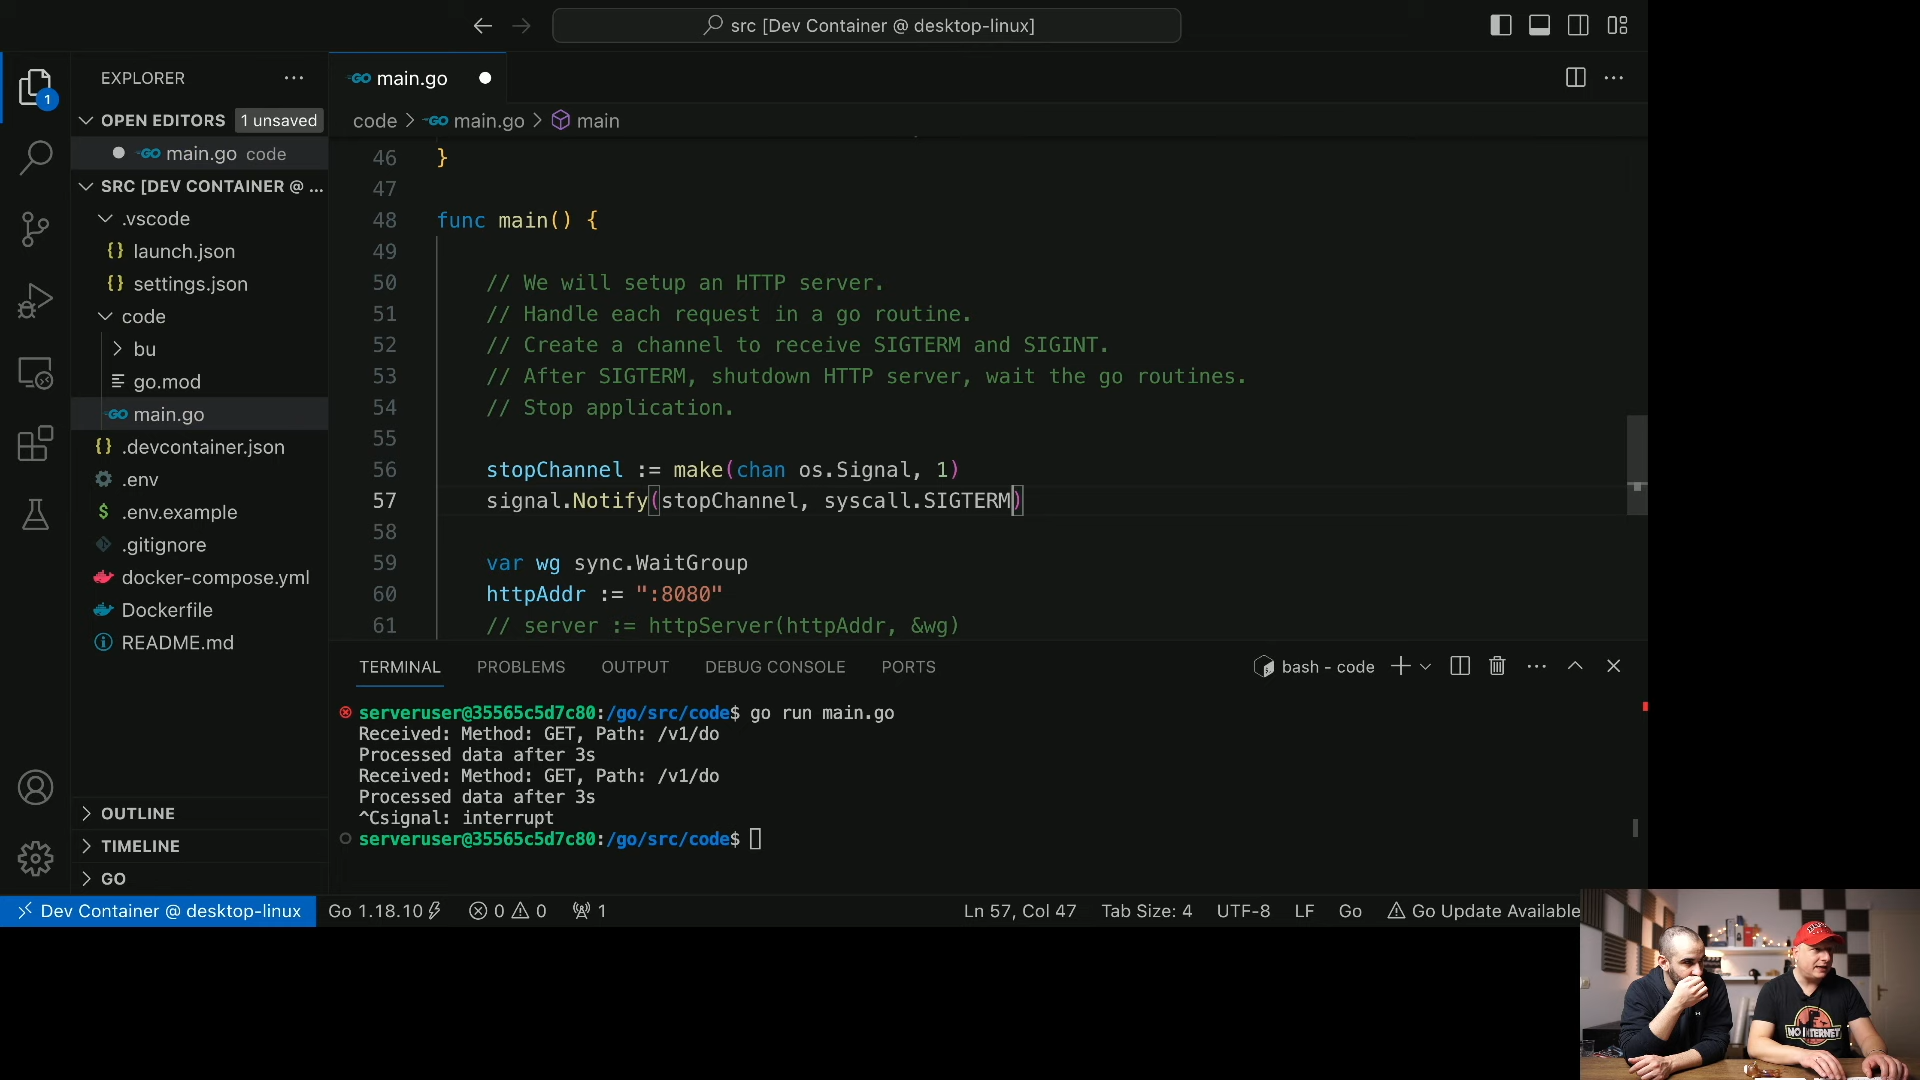 src [Dev Container @ desktop-linux]
EXPLORER
1
OPEN EDITORS 1 unsaved
main.go code
SRC [DEV CONTAINER @ ...
.vscode
{} launch.json
{} settings.json
code
bu
go.mod
GO main.go
{} .devcontainer.json
.env
$ .env.example
.gitignore
docker-compose.yml
Dockerfile
README.md
OUTLINE
TIMELINE
GO
GO main.go
code > GO main.go > main
46 }
47
48 func main() {
49
50 // We will setup an HTTP server.
51 // Handle each request in a go routine.
52 // Create a channel to receive SIGTERM and SIGINT.
53 // After SIGTERM, shutdown HTTP server, wait the go routines.
54 // Stop application.
55
56 stopChannel := make(chan os.Signal, 1)
57 signal.Notify(stopChannel, syscall.SIGTERM)
58
59 var wg sync.WaitGroup
60 httpAddr := ":8080"
61 // server := httpServer(httpAddr, &wg)
TERMINAL PROBLEMS OUTPUT DEBUG CONSOLE PORTS
bash - code
serveruser@35565c5d7c80:/go/src/code$ go run main.go
Received: Method: GET, Path: /v1/do
Processed data after 3s
Received: Method: GET, Path: /v1/do
Processed data after 3s
^Csignal: interrupt
serveruser@35565c5d7c80:/go/src/code$
Dev Container @ desktop-linux Go 1.18.10 0 0 1 Ln 57, Col 47 Tab Size: 4 UTF-8 LF Go Go Update Available
NO INTERNET